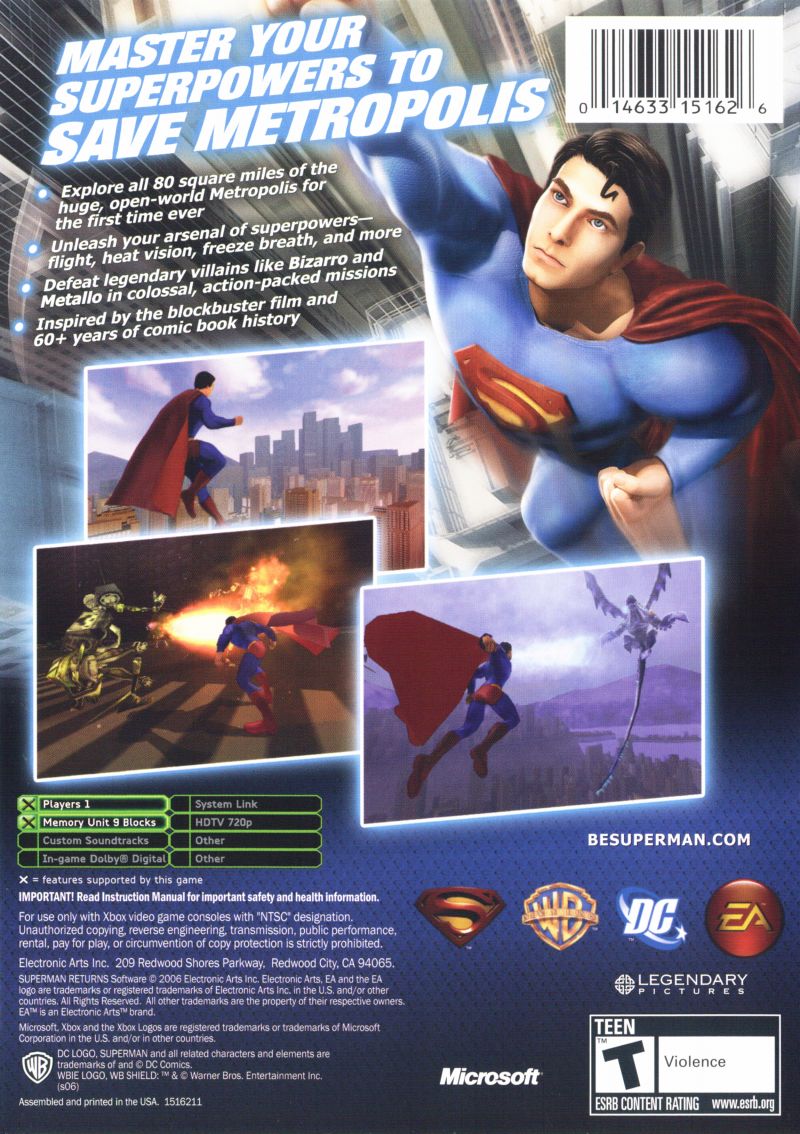 MASTER YOUR
SUPERPOWERS TO
SAVE METROPOLIS
0 14633 15162 6
Explore all 80 square miles of the
huge, open-world Metropolis for
the first time ever
Unleash your arsenal of superpowers—
flight, heat vision, freeze breath, and more
Defeat legendary villains like Bizarro and
Metallo in colossal, action-packed missions
Inspired by the blockbuster film and
60+ years of comic book history
Players 1
System Link
Memory Unit 9 Blocks
HDTV 720p
Custom Soundtracks
Other
In-game Dolby® Digital
Other
X = features supported by this game
BESUPERMAN.COM
IMPORTANT! Read Instruction Manual for important safety and health information.
For use only with Xbox video game consoles with "NTSC" designation.
Unauthorized copying, reverse engineering, transmission, public performance,
rental, pay for play, or circumvention of copy protection is strictly prohibited.
Electronic Arts Inc. 209 Redwood Shores Parkway, Redwood City, CA 94065.
SUPERMAN RETURNS Software © 2006 Electronic Arts Inc. Electronic Arts, EA and the EA
logo are trademarks or registered trademarks of Electronic Arts Inc. in the U.S. and/or other
countries. All Rights Reserved. All other trademarks are the property of their respective owners.
EA™ is an Electronic Arts™ brand.
Microsoft, Xbox and the Xbox Logos are registered trademarks or trademarks of Microsoft
Corporation in the U.S. and/or in other countries.
WB
DC LOGO, SUPERMAN and all related characters and elements are
trademarks of and © DC Comics.
WBIE LOGO, WB SHIELD: ™ & © Warner Bros. Entertainment Inc.
(s06)
Assembled and printed in the USA. 1516211
S
WB
DC
EA
LEGENDARY
PICTURES
Microsoft
TEEN
T
Violence
ESRB CONTENT RATING www.esrb.org